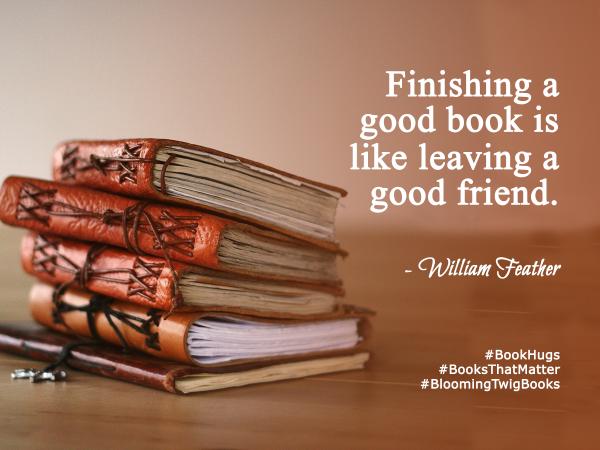 Finishing a
good book is
like leaving a
good friend.
- William Feather
#BookHugs
#BooksThatMatter
#BloomingTwigBooks